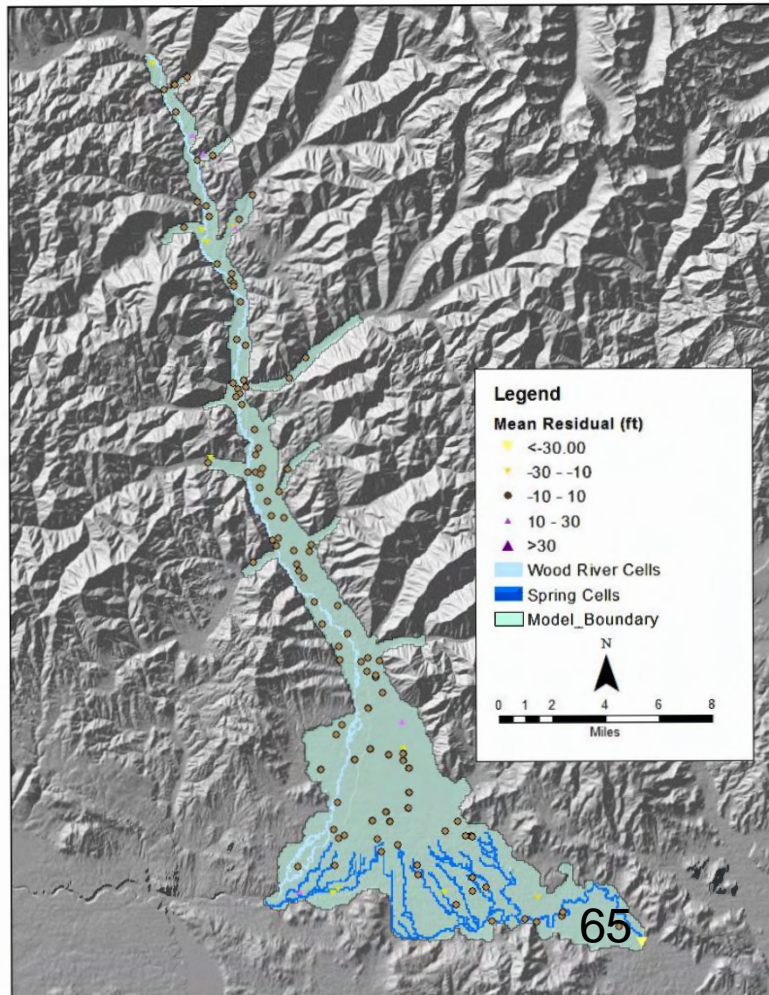 Legend
Mean Residual (ft)
<-30.00
-30 - -10
-10 - 10
10 - 30
>30
Wood River Cells
Spring Cells
Model_Boundary
N
0 1 2 4 6 8
Miles
65